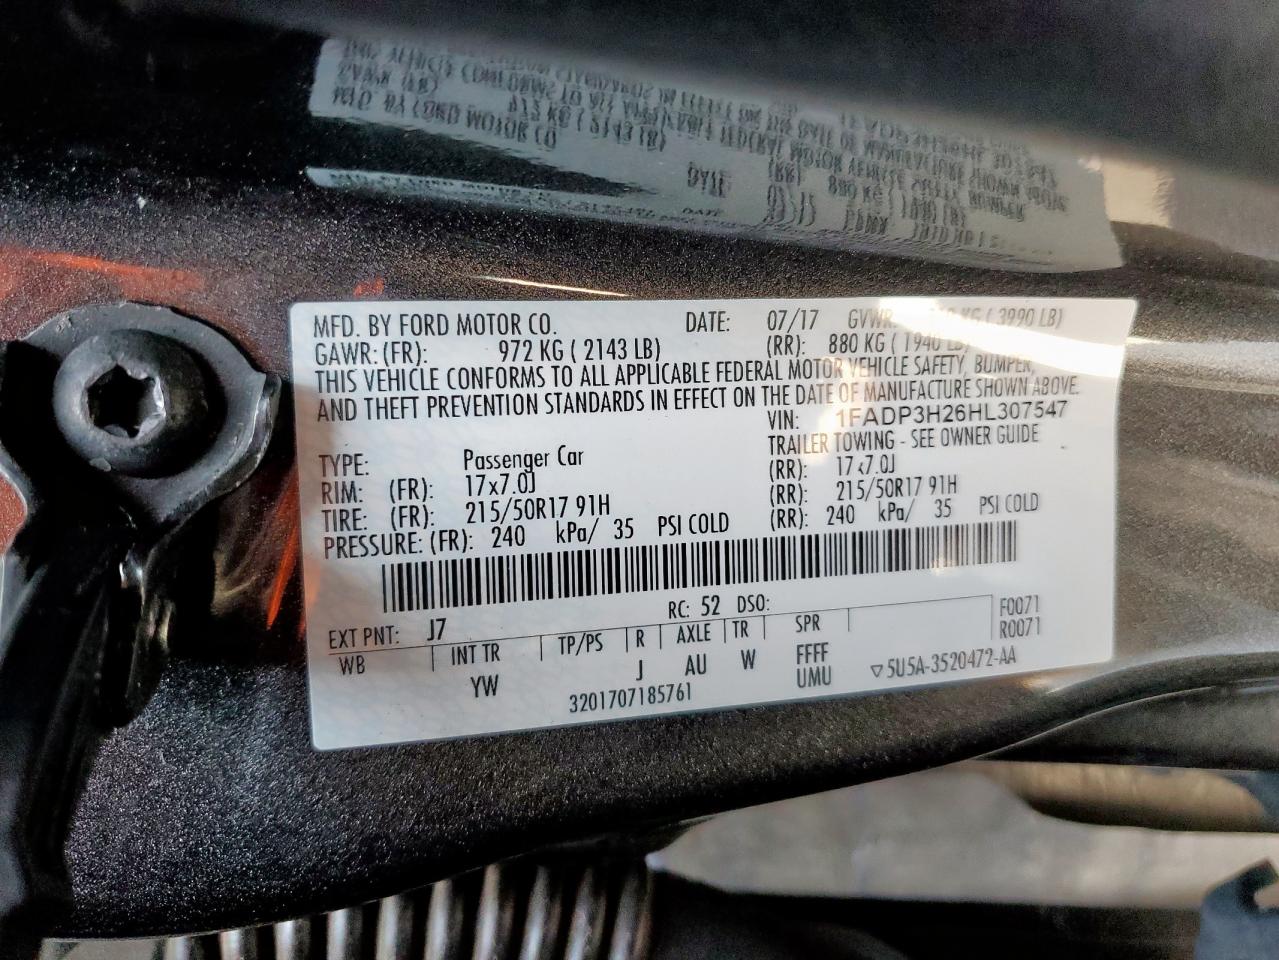 MFD. BY FORD MOTOR CO. DATE: 07/17 GVWR: KG ( 3990 LB)
GAWR: (FR): 972 KG ( 2143 LB) (RR): 880 KG ( 1940 LB)
THIS VEHICLE CONFORMS TO ALL APPLICABLE FEDERAL MOTOR VEHICLE SAFETY, BUMPER,
AND THEFT PREVENTION STANDARDS IN EFFECT ON THE DATE OF MANUFACTURE SHOWN ABOVE.
VIN: 1FADP3H26HL307547
TRAILER TOWING - SEE OWNER GUIDE
TYPE: Passenger Car
RIM: (FR): 17x7.0J (RR): 17x7.0J
TIRE: (FR): 215/50R17 91H (RR): 215/50R17 91H
PRESSURE: (FR): 240 kPa/ 35 PSI COLD (RR): 240 kPa/ 35 PSI COLD
EXT PNT: J7 RC: 52 DSO: F0071
R0071
WB INT TR TP/PS R AXLE TR SPR
YW J AU W FFFF
UMU
3201707185761 ▽5U5A-3520472-AA